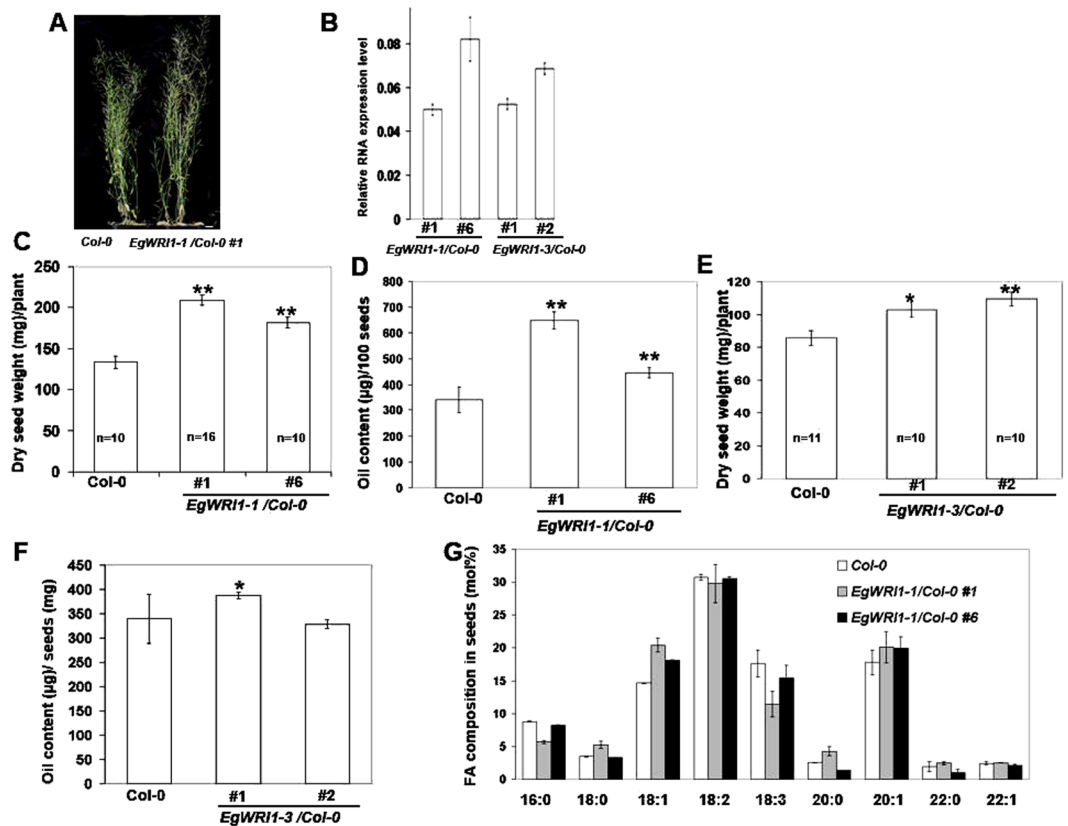 A
Col-0 EgWRI1-1 /Col-0 #1
B
Relative RNA expression level
0.08
0.06
0.04
0.02
0
#1 #6 #1 #2
EgWRI1-1/Col-0 EgWRI1-3/Col-0
C
Dry seed weight (mg)/plant
250
200
150
100
50
0
** **
n=10 n=16 n=10
Col-0 #1 #6
EgWRI1-1 /Col-0
D
Oil content (µg)/100 seeds
800
700
600
500
400
300
200
100
0
** **
Col-0 #1 #6
EgWRI1-1/Col-0
E
Dry seed weight (mg)/plant
120
100
80
60
40
20
0
* **
n=11 n=10 n=10
Col-0 #1 #2
EgWRI1-3/Col-0
F
Oil content (µg)/ seeds (mg)
450
400
350
300
250
200
150
100
50
0
*
Col-0 #1 #2
EgWRI1-3 /Col-0
G
FA composition in seeds (mol%)
35
30
25
20
15
10
5
0
Col-0
EgWRI1-1/Col-0 #1
EgWRI1-1/Col-0 #6
16:0 18:0 18:1 18:2 18:3 20:0 20:1 22:0 22:1